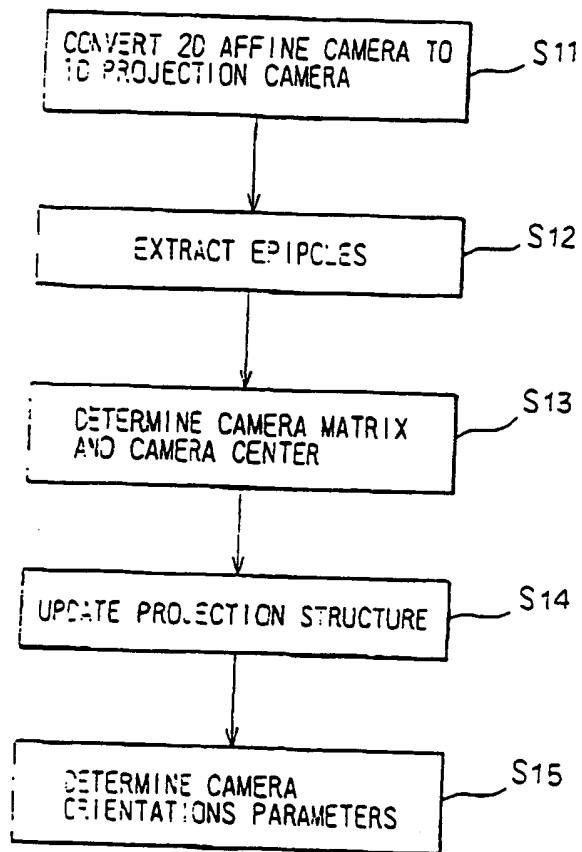 CONVERT 2D AFFINE CAMERA TO
1D PROJECTION CAMERA
S11
EXTRACT EPIPOLES
S12
DETERMINE CAMERA MATRIX
AND CAMERA CENTER
S13
UPDATE PROJECTION STRUCTURE
S14
DETERMINE CAMERA
ORIENTATIONS PARAMETERS
S15